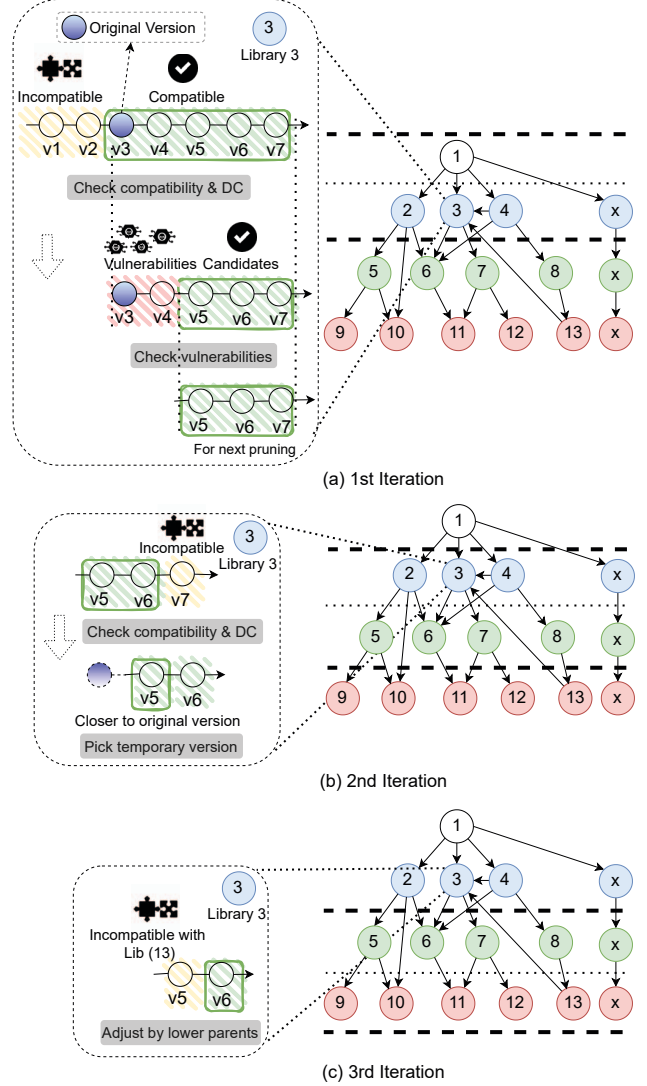 Original Version
3
Library 3
Incompatible
Compatible
v1 v2 v3 v4 v5 v6 v7
Check compatibility & DC
Vulnerabilities
Candidates
v3 v4 v5 v6 v7
Check vulnerabilities
v5 v6 v7
For next pruning
1
2 3 4 x
5 6 7 8 x
9 10 11 12 13 x
(a) 1st Iteration
Incompatible
3
Library 3
v5 v6 v7
Check compatibility & DC
v5 v6
Closer to original version
Pick temporary version
1
2 3 4 x
5 6 7 8 x
9 10 11 12 13 x
(b) 2nd Iteration
3
Library 3
Incompatible with
Lib (13)
v5 v6
Adjust by lower parents
1
2 3 4 x
5 6 7 8 x
9 10 11 12 13 x
(c) 3rd Iteration